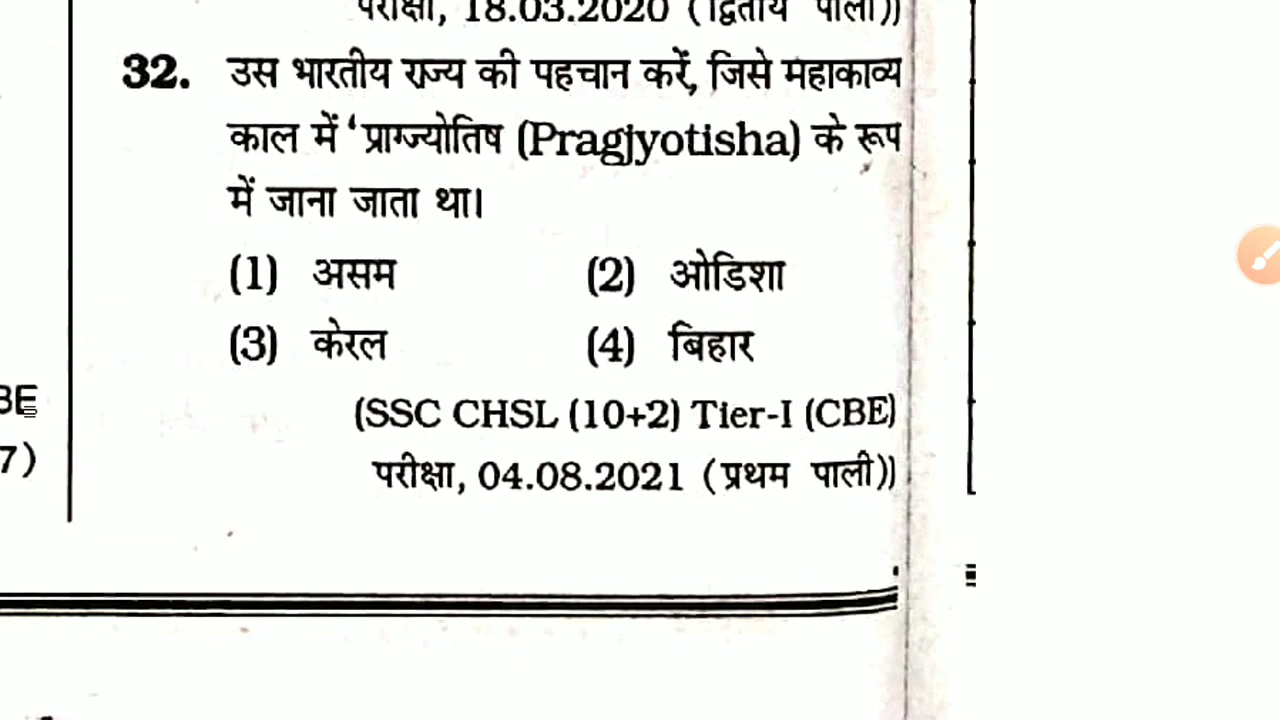 परीक्षा, 18.03.2020 (द्वितीय पाली))
32. उस भारतीय राज्य की पहचान करें, जिसे महाकाव्य
काल में ‘प्राग्ज्योतिष (Pragjyotisha) के रूप
में जाना जाता था।
(1) असम (2) ओडिशा
(3) केरल (4) बिहार
(SSC CHSL (10+2) Tier-I (CBE)
परीक्षा, 04.08.2021 (प्रथम पाली))
BE
7)